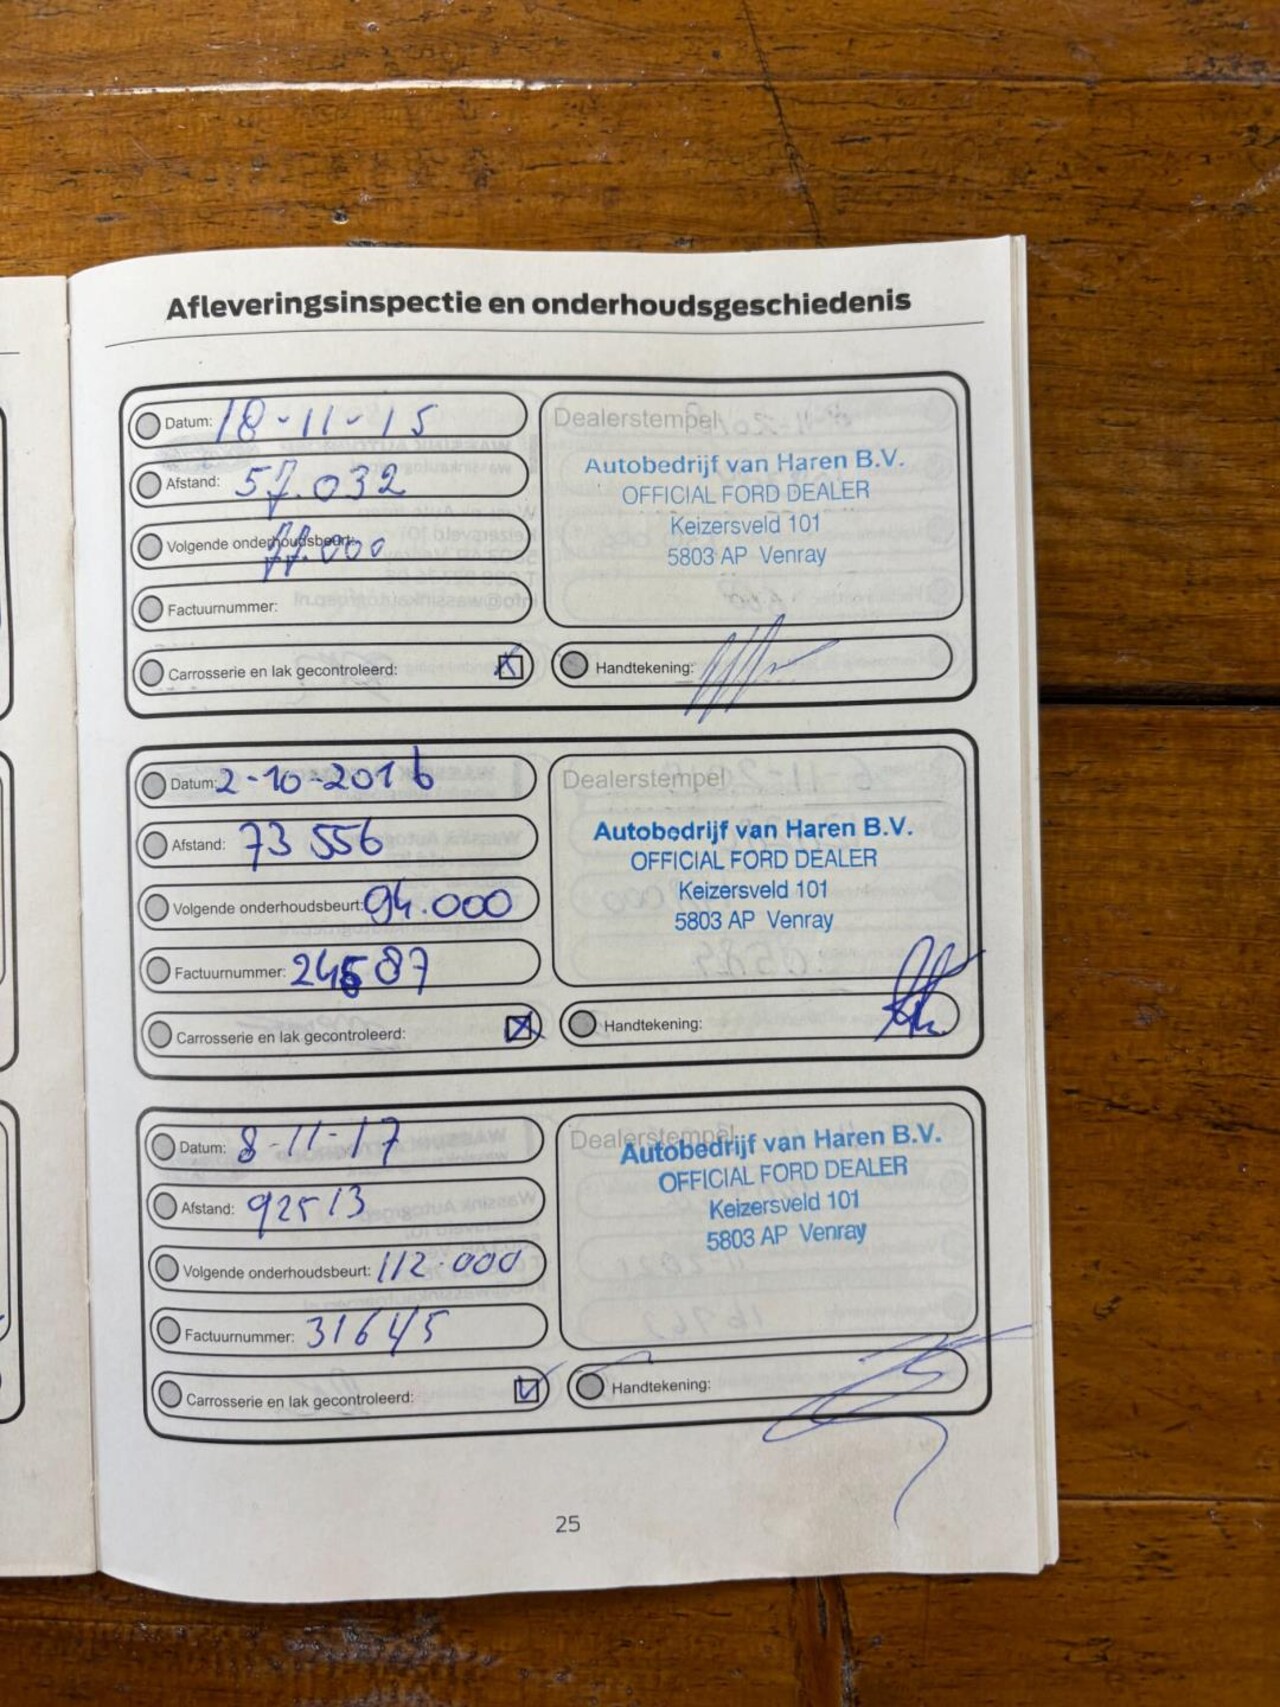 Afleveringsinspectie en onderhoudsgeschiedenis
Datum: 18-11-15
Afstand: 57.032
Volgende onderhoudsbeurt: 77.000
Factuurnummer:
Carrosserie en lak gecontroleerd:
Dealerstempel
Autobedrijf van Haren B.V.
OFFICIAL FORD DEALER
Keizersveld 101
5803 AP Venray
Handtekening:
Datum: 2-10-2016
Afstand: 73 556
Volgende onderhoudsbeurt: 94.000
Factuurnummer: 24687
Carrosserie en lak gecontroleerd:
Dealerstempel
Autobedrijf van Haren B.V.
OFFICIAL FORD DEALER
Keizersveld 101
5803 AP Venray
Handtekening:
Datum: 8-11-17
Afstand: 92513
Volgende onderhoudsbeurt: 112.000
Factuurnummer: 31645
Carrosserie en lak gecontroleerd:
Dealerstempel
Autobedrijf van Haren B.V.
OFFICIAL FORD DEALER
Keizersveld 101
5803 AP Venray
Handtekening:
25